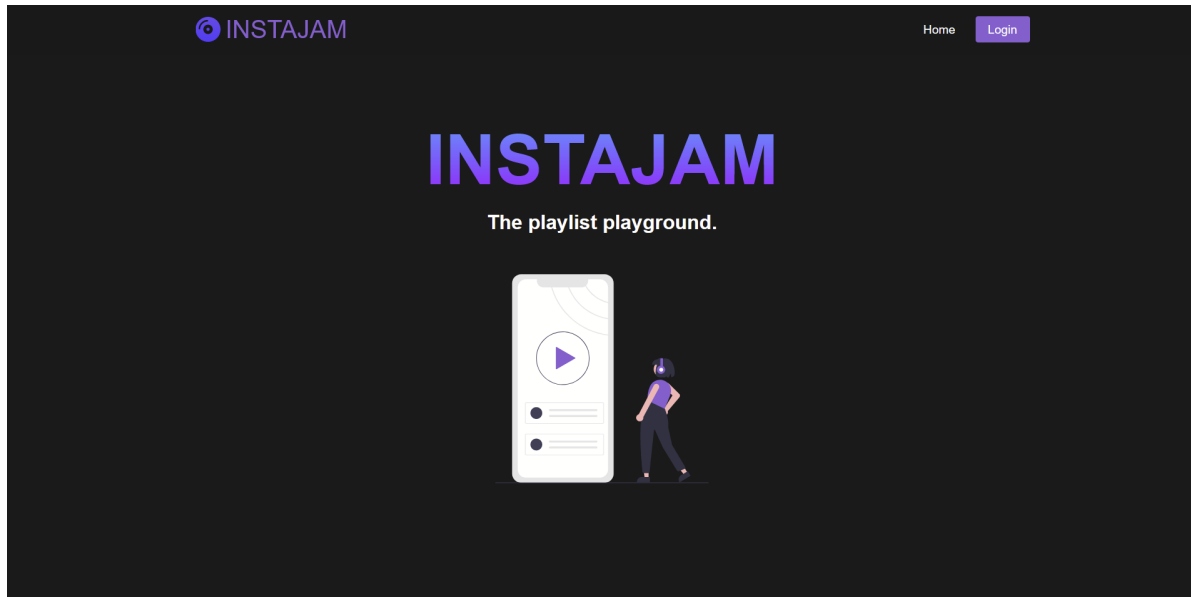 INSTAJAM
Home
Login
INSTAJAM
The playlist playground.